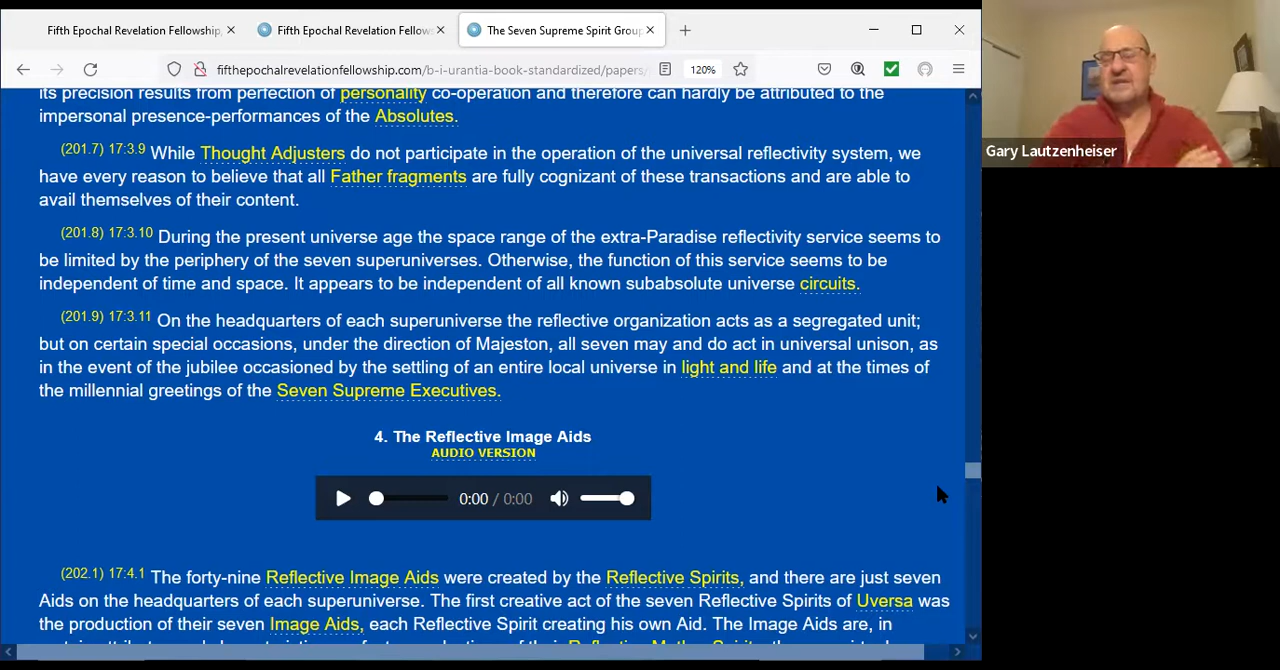 Fifth Epochal Revelation Fellowship,
Fifth Epochal Revelation Fellows
The Seven Supreme Spirit Group
fifthepochalrevelationfellowship.com/b-i-urantia-book-standardized/papers/
120%
its precision results from perfection of personality co-operation and therefore can hardly be attributed to the
impersonal presence-performances of the Absolutes.
(201.7) 17:3.9 While Thought Adjusters do not participate in the operation of the universal reflectivity system, we
have every reason to believe that all Father fragments are fully cognizant of these transactions and are able to
avail themselves of their content.
(201.8) 17:3.10 During the present universe age the space range of the extra-Paradise reflectivity service seems to
be limited by the periphery of the seven superuniverses. Otherwise, the function of this service seems to be
independent of time and space. It appears to be independent of all known subabsolute universe circuits.
(201.9) 17:3.11 On the headquarters of each superuniverse the reflective organization acts as a segregated unit;
but on certain special occasions, under the direction of Majeston, all seven may and do act in universal unison, as
in the event of the jubilee occasioned by the settling of an entire local universe in light and life and at the times of
the millennial greetings of the Seven Supreme Executives.
4. The Reflective Image Aids
AUDIO VERSION
0:00 / 0:00
(202.1) 17:4.1 The forty-nine Reflective Image Aids were created by the Reflective Spirits, and there are just seven
Aids on the headquarters of each superuniverse. The first creative act of the seven Reflective Spirits of Uversa was
the production of their seven Image Aids, each Reflective Spirit creating his own Aid. The Image Aids are, in
Gary Lautzenheiser